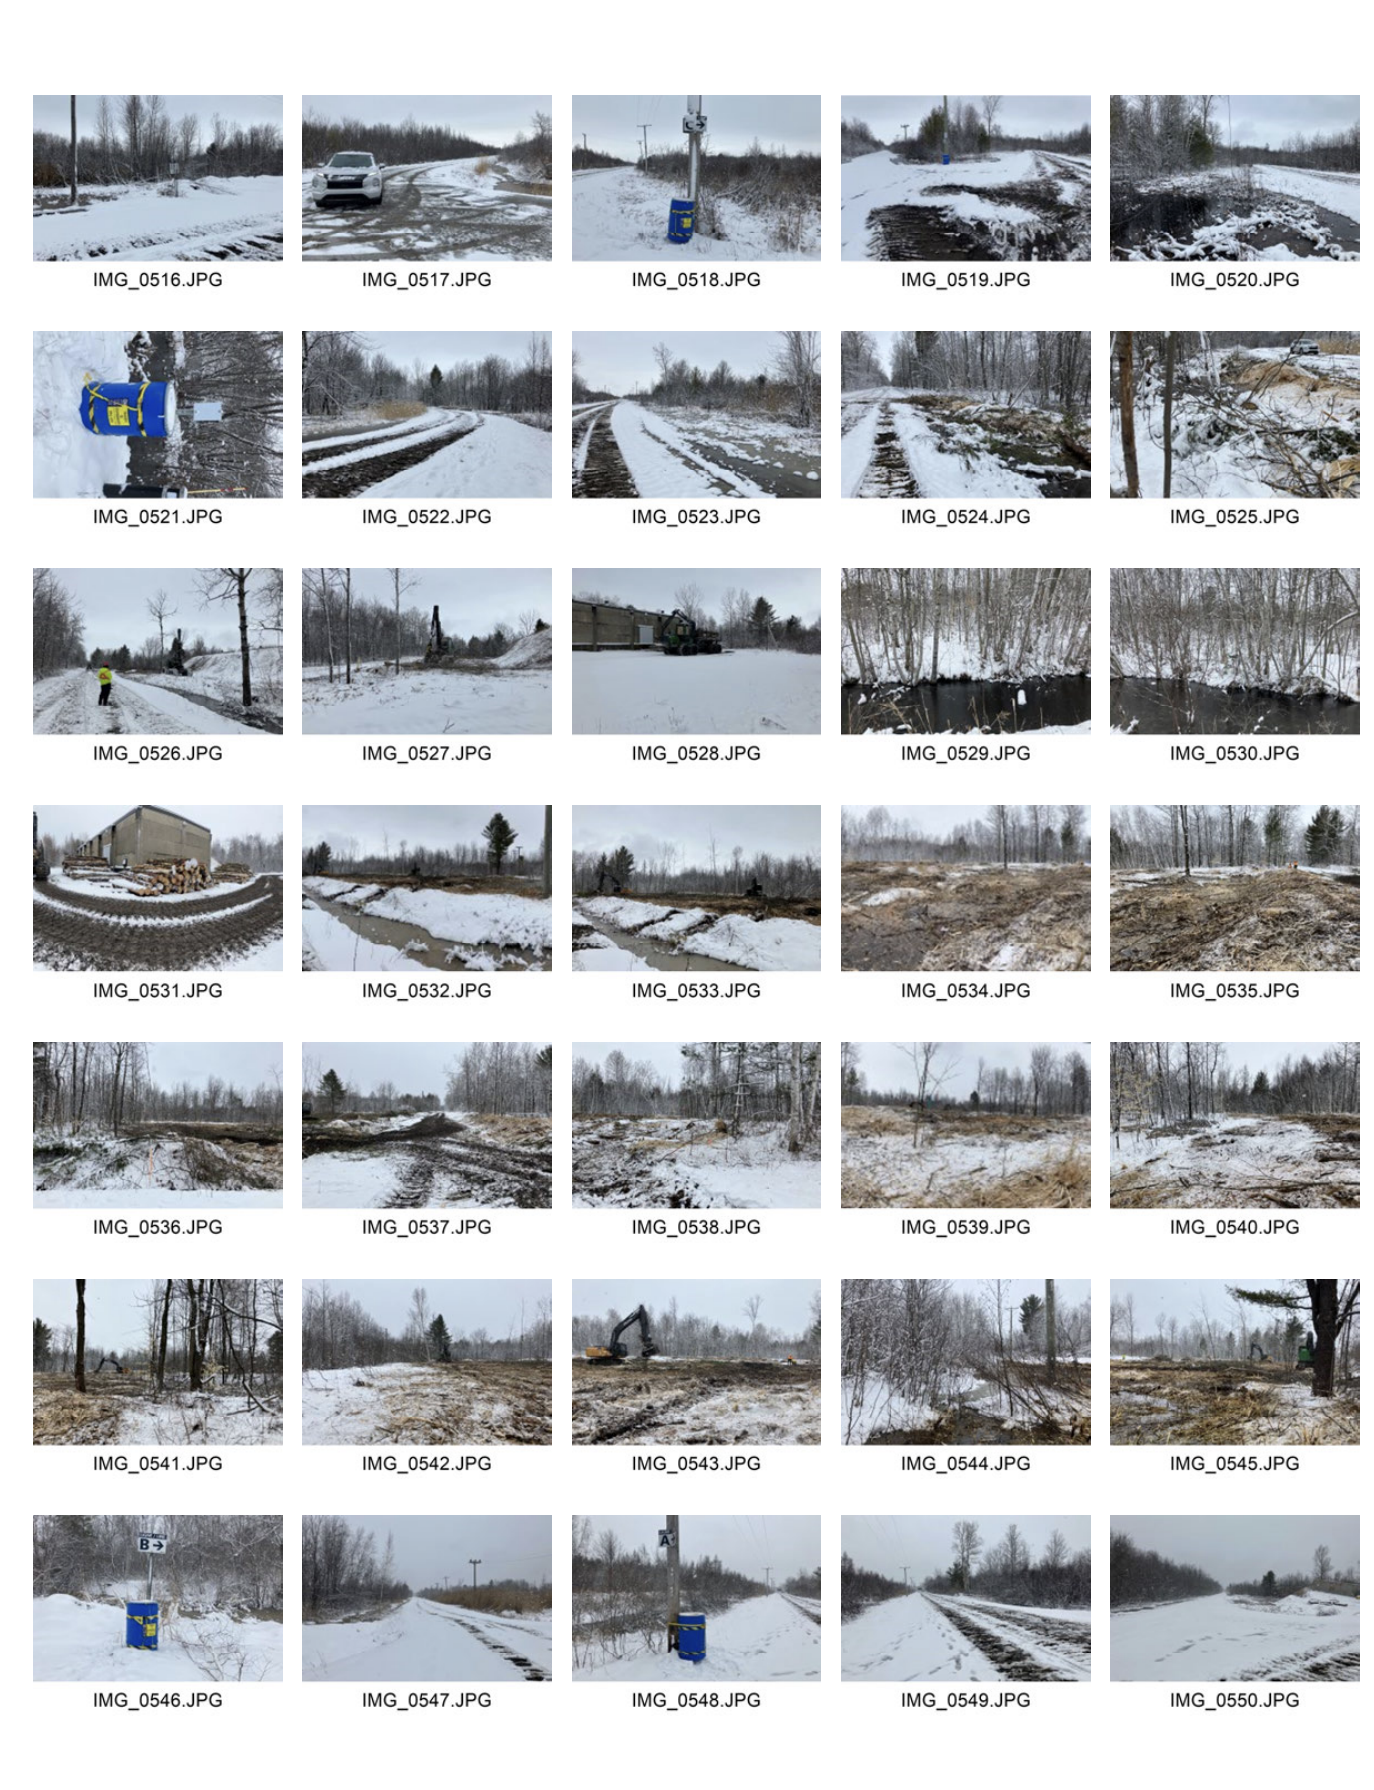 IMG_0516.JPG IMG_0517.JPG IMG_0518.JPG IMG_0519.JPG IMG_0520.JPG
IMG_0521.JPG IMG_0522.JPG IMG_0523.JPG IMG_0524.JPG IMG_0525.JPG
IMG_0526.JPG IMG_0527.JPG IMG_0528.JPG IMG_0529.JPG IMG_0530.JPG
IMG_0531.JPG IMG_0532.JPG IMG_0533.JPG IMG_0534.JPG IMG_0535.JPG
IMG_0536.JPG IMG_0537.JPG IMG_0538.JPG IMG_0539.JPG IMG_0540.JPG
IMG_0541.JPG IMG_0542.JPG IMG_0543.JPG IMG_0544.JPG IMG_0545.JPG
B→
A
IMG_0546.JPG IMG_0547.JPG IMG_0548.JPG IMG_0549.JPG IMG_0550.JPG